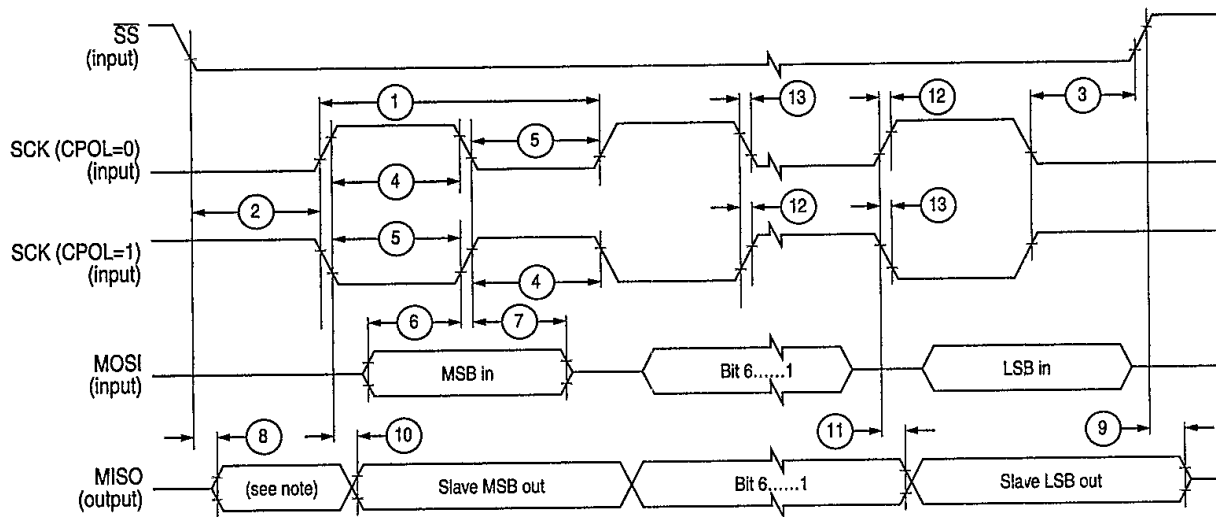 SS
(input)
1
13
12
3
5
SCK (CPOL=0)
(input)
4
2
12
13
5
SCK (CPOL=1)
(input)
4
6
7
MOSI
(input)
MSB in
Bit 6......1
LSB in
8
10
11
9
MISO
(output)
(see note)
Slave MSB out
Bit 6......1
Slave LSB out